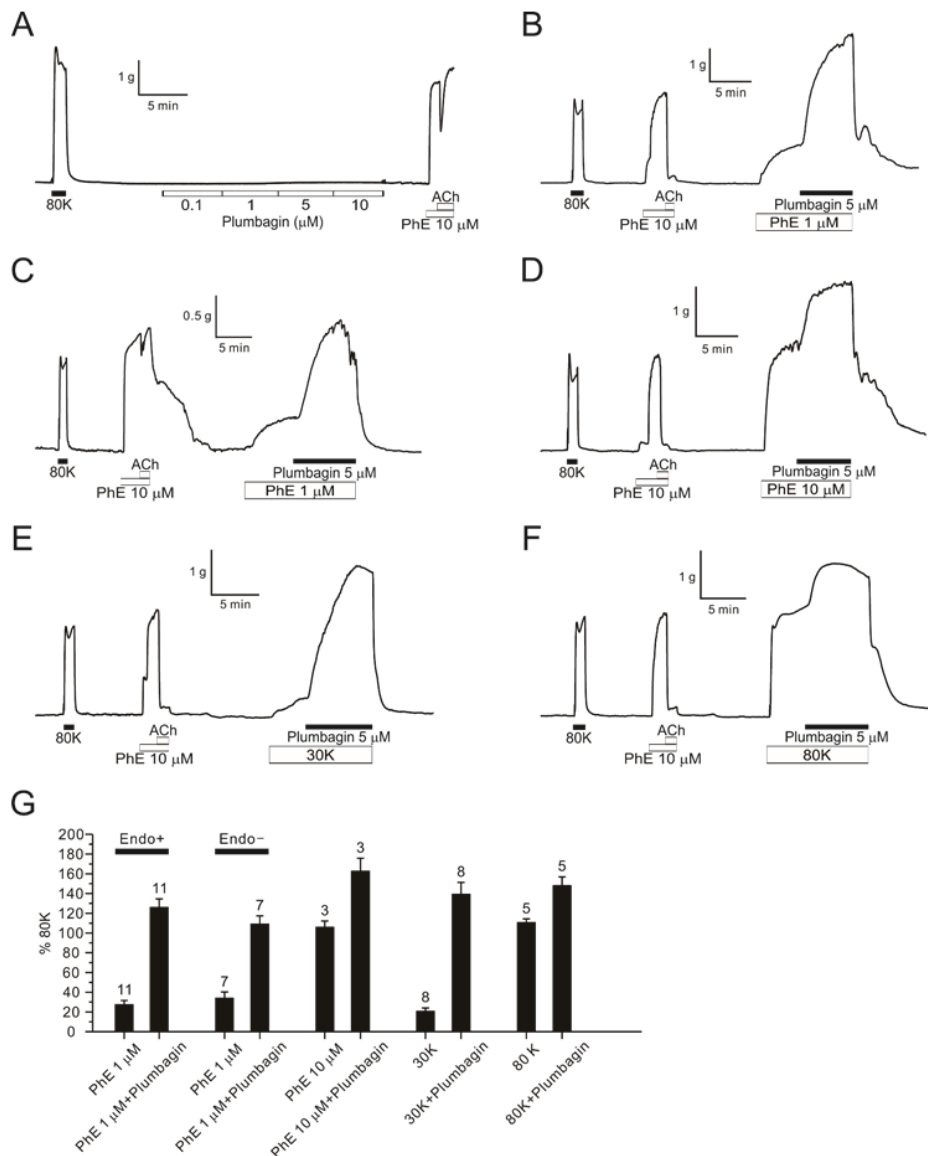 A
1 g
5 min
80K
0.1 1 5 10
Plumbagin (μM)
ACh
PhE 10 μM
B
1 g
5 min
80K
ACh
PhE 10 μM
Plumbagin 5 μM
PhE 1 μM
C
0.5 g
5 min
80K
ACh
PhE 10 μM
Plumbagin 5 μM
PhE 1 μM
D
1 g
5 min
80K
ACh
PhE 10 μM
Plumbagin 5 μM
PhE 10 μM
E
1 g
5 min
80K
ACh
PhE 10 μM
Plumbagin 5 μM
30K
F
1 g
5 min
80K
ACh
PhE 10 μM
Plumbagin 5 μM
80K
G
% 80K
200
180
160
140
120
100
80
60
40
20
0
Endo+
Endo−
11
11
7
7
3
3
8
8
5
5
PhE 1 μM
PhE 1 μM+Plumbagin
PhE 1 μM
PhE 1 μM+Plumbagin
PhE 10 μM
PhE 10 μM+Plumbagin
30K
30K+Plumbagin
80 K
80K+Plumbagin